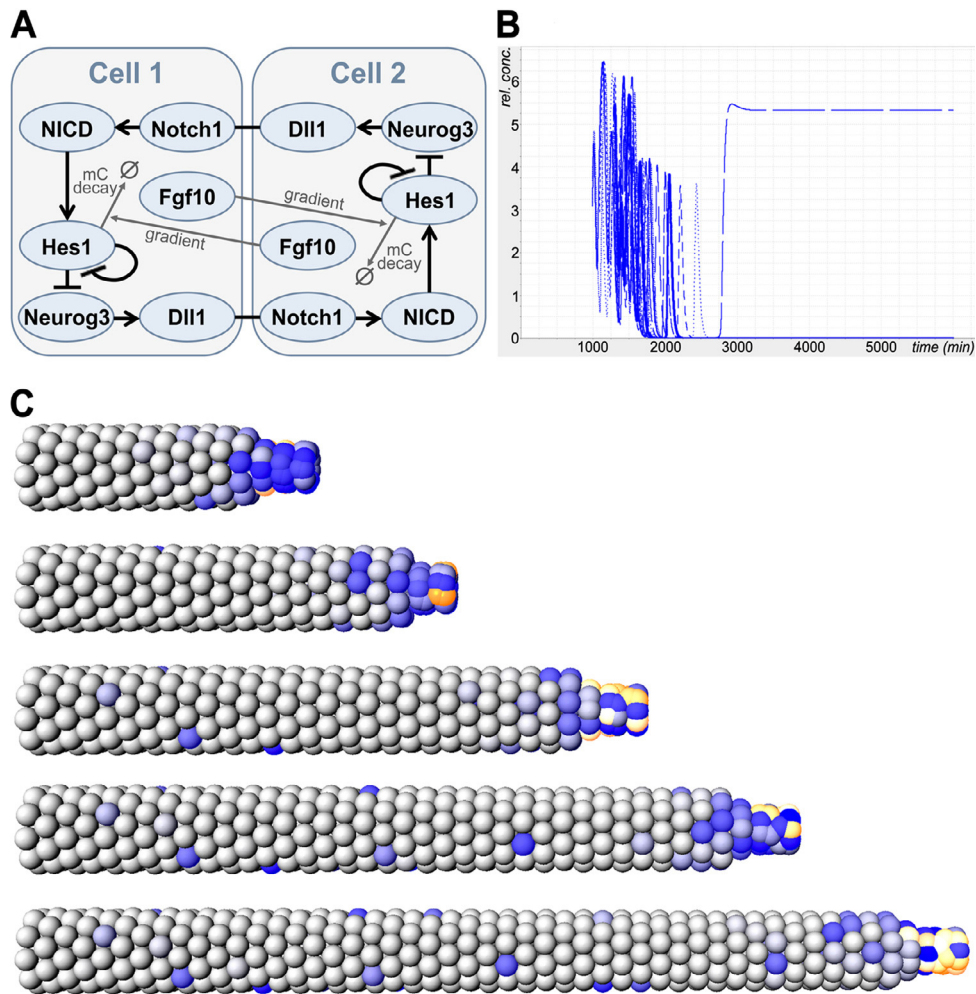 A
Cell 1
Cell 2
NICD
Notch1
Dll1
Neurog3
mC
decay
∅
Fgf10
gradient
Hes1
Hes1
gradient
Fgf10
mC
decay
∅
Neurog3
Dll1
Notch1
NICD
B
rel. conc.
6
5
4
3
2
1
0
1000 2000 3000 4000 5000 time (min)
C